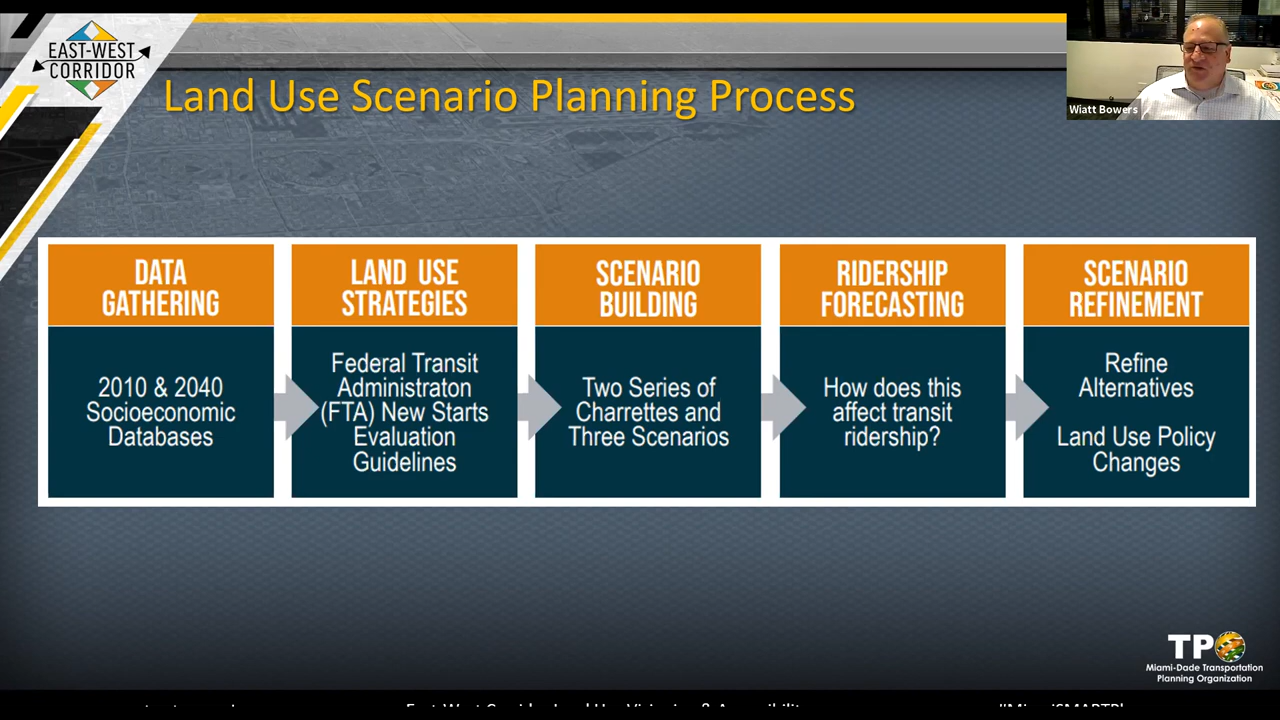 EAST-WEST
CORRIDOR
Land Use Scenario Planning Process
Wiatt Bowers
DATA
GATHERING
2010 & 2040
Socioeconomic
Databases
LAND USE
STRATEGIES
Federal Transit
Administraton
(FTA) New Starts
Evaluation
Guidelines
SCENARIO
BUILDING
Two Series of
Charrettes and
Three Scenarios
RIDERSHIP
FORECASTING
How does this
affect transit
ridership?
SCENARIO
REFINEMENT
Refine
Alternatives
Land Use Policy
Changes
TPO
Miami-Dade Transportation
Planning Organization